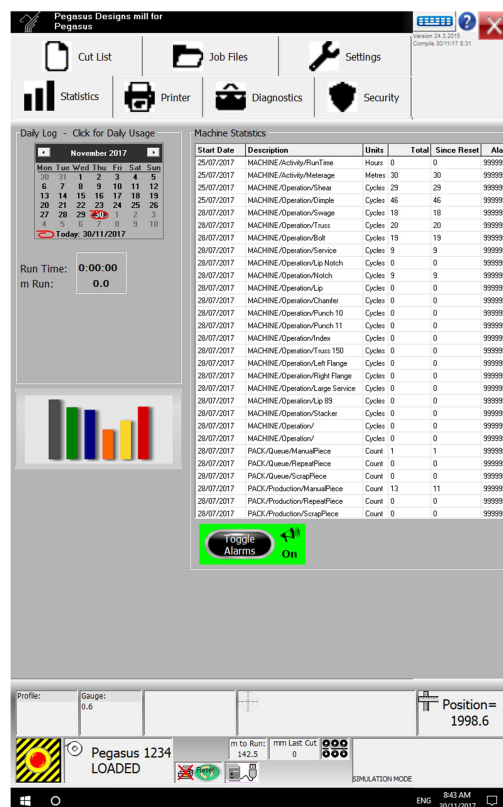 Pegasus Designs mill for
Pegasus
Version 24.3.2015
Compile 30/11/17 8:31
Cut List
Job Files
Settings
Statistics
Printer
Diagnostics
Security
Daily Log - Click for Daily Usage
November 2017
Mon Tue Wed Thu Fri Sat Sun
30 31 1 2 3 4 5
6 7 8 9 10 11 12
13 14 15 16 17 18 19
20 21 22 23 24 25 26
27 28 29 30 1 2 3
4 5 6 7 8 9 10
Today: 30/11/2017
Run Time: 0:00:00
m Run: 0.0
Machine Statistics
Start Date Description Units Total Since Reset Ala
25/07/2017 MACHINE/Activity/RunTime Hours 0 0 99999
25/07/2017 MACHINE/Activity/Meterage Metres 30 30 99999
25/07/2017 MACHINE/Operation/Shear Cycles 29 29 99999
25/07/2017 MACHINE/Operation/Dimple Cycles 46 46 99999
28/07/2017 MACHINE/Operation/Swage Cycles 18 18 99999
28/07/2017 MACHINE/Operation/Truss Cycles 20 20 99999
28/07/2017 MACHINE/Operation/Bolt Cycles 19 19 99999
28/07/2017 MACHINE/Operation/Service Cycles 9 9 99999
28/07/2017 MACHINE/Operation/Lip Notch Cycles 0 0 99999
28/07/2017 MACHINE/Operation/Notch Cycles 9 9 99999
28/07/2017 MACHINE/Operation/Lip Cycles 0 0 99999
28/07/2017 MACHINE/Operation/Chamfer Cycles 0 0 99999
28/07/2017 MACHINE/Operation/Punch 10 Cycles 0 0 99999
28/07/2017 MACHINE/Operation/Punch 11 Cycles 0 0 99999
28/07/2017 MACHINE/Operation/Index Cycles 0 0 99999
28/07/2017 MACHINE/Operation/Truss 150 Cycles 0 0 99999
28/07/2017 MACHINE/Operation/Left Flange Cycles 0 0 99999
28/07/2017 MACHINE/Operation/Right Flange Cycles 0 0 99999
28/07/2017 MACHINE/Operation/Large Service Cycles 0 0 99999
28/07/2017 MACHINE/Operation/Lip 89 Cycles 0 0 99999
28/07/2017 MACHINE/Operation/Stacker Cycles 0 0 99999
28/07/2017 MACHINE/Operation/ Cycles 0 0 99999
28/07/2017 MACHINE/Operation/ Cycles 0 0 99999
28/07/2017 PACK/Queue/ManualPiece Count 1 1 99999
28/07/2017 PACK/Queue/RepeatPiece Count 0 0 99999
28/07/2017 PACK/Queue/ScrapPiece Count 0 0 99999
28/07/2017 PACK/Production/ManualPiece Count 13 11 99999
28/07/2017 PACK/Production/RepeatPiece Count 0 0 99999
28/07/2017 PACK/Production/ScrapPiece Count 0 0 99999
Toggle
Alarms
On
Profile:
Gauge:
0.6
Position=
1998.6
Pegasus 1234
LOADED
m to Run:
142.5
mm Last Cut
0
Reset
SIMULATION MODE
ENG
8:43 AM
30/11/2017